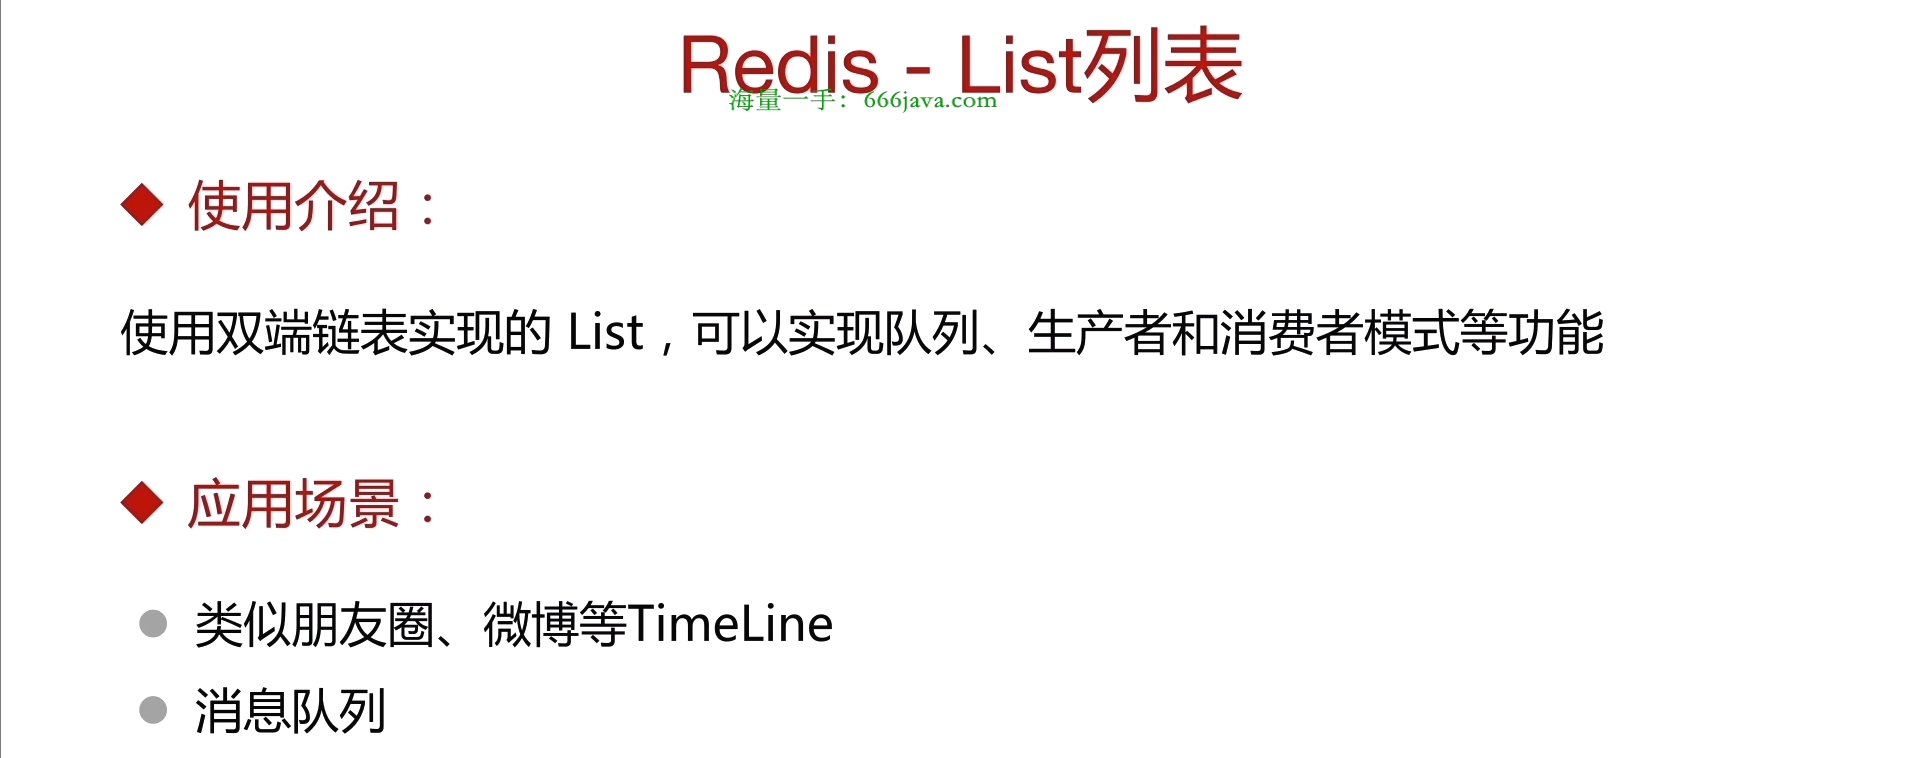 Redis - List列表
海量一手：666java.com
使用介绍：
使用双端链表实现的 List，可以实现队列、生产者和消费者模式等功能
应用场景：
类似朋友圈、微博等TimeLine
消息队列